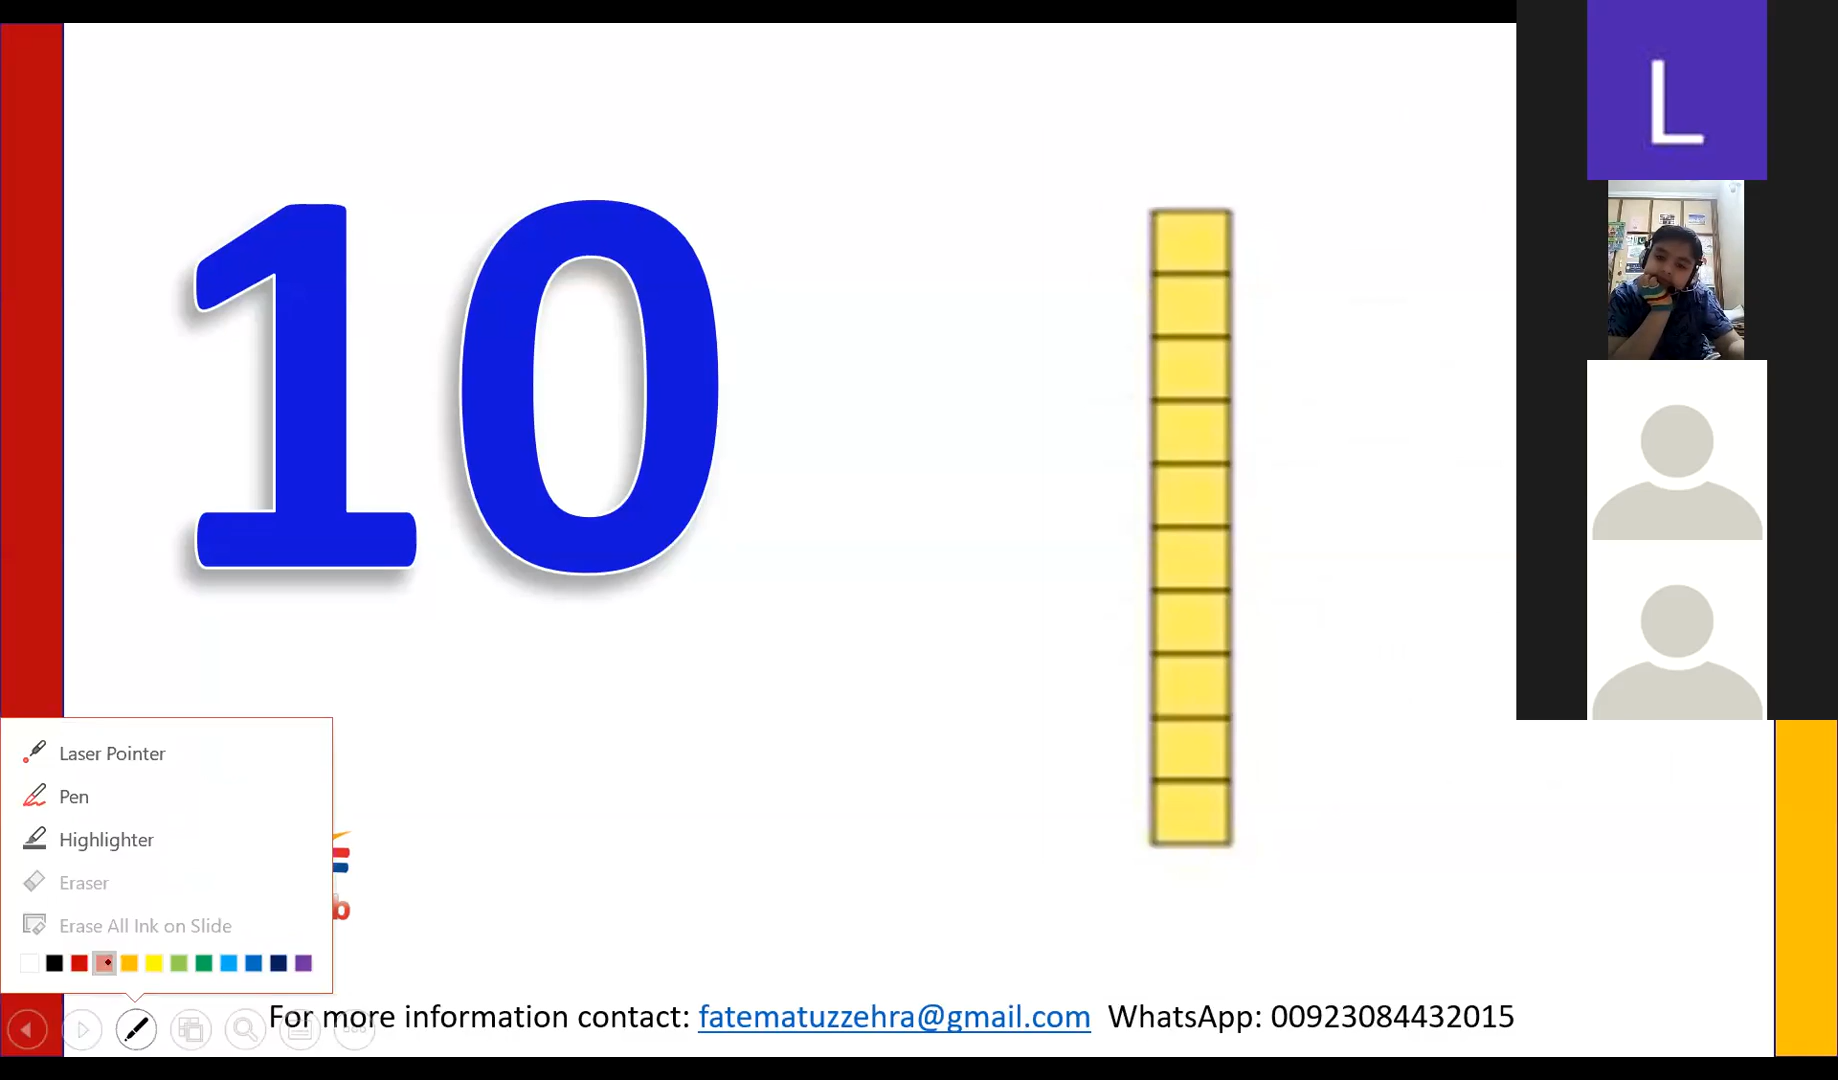 L
10
Laser Pointer
Pen
Highlighter
Eraser
Erase All Ink on Slide
b
For more information contact: fatematuzzehra@gmail.com WhatsApp: 00923084432015